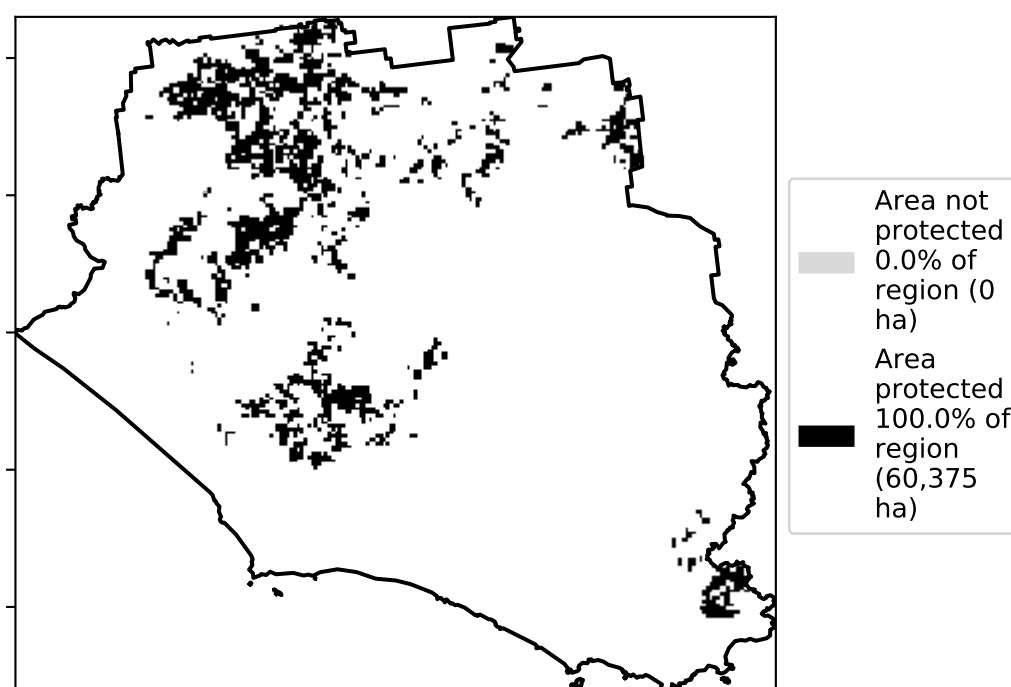 Area not
protected
0.0% of
region (0
ha)
Area
protected
100.0% of
region
(60,375
ha)